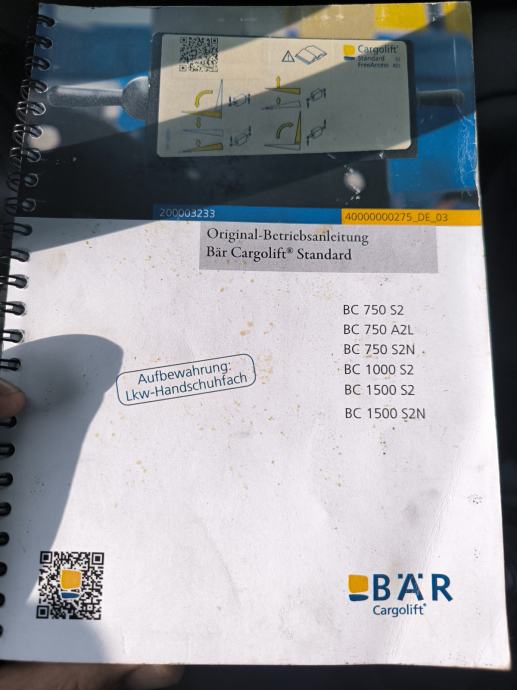 Cargolift®
Standard S2
FreeAccess
200003233
40000000275_DE_03
Original-Betriebsanleitung
Bär Cargolift® Standard
BC 750 S2
BC 750 A2L
BC 750 S2N
BC 1000 S2
BC 1500 S2
BC 1500 S2N
Aufbewahrung:
Lkw-Handschuhfach
BÄR
Cargolift®